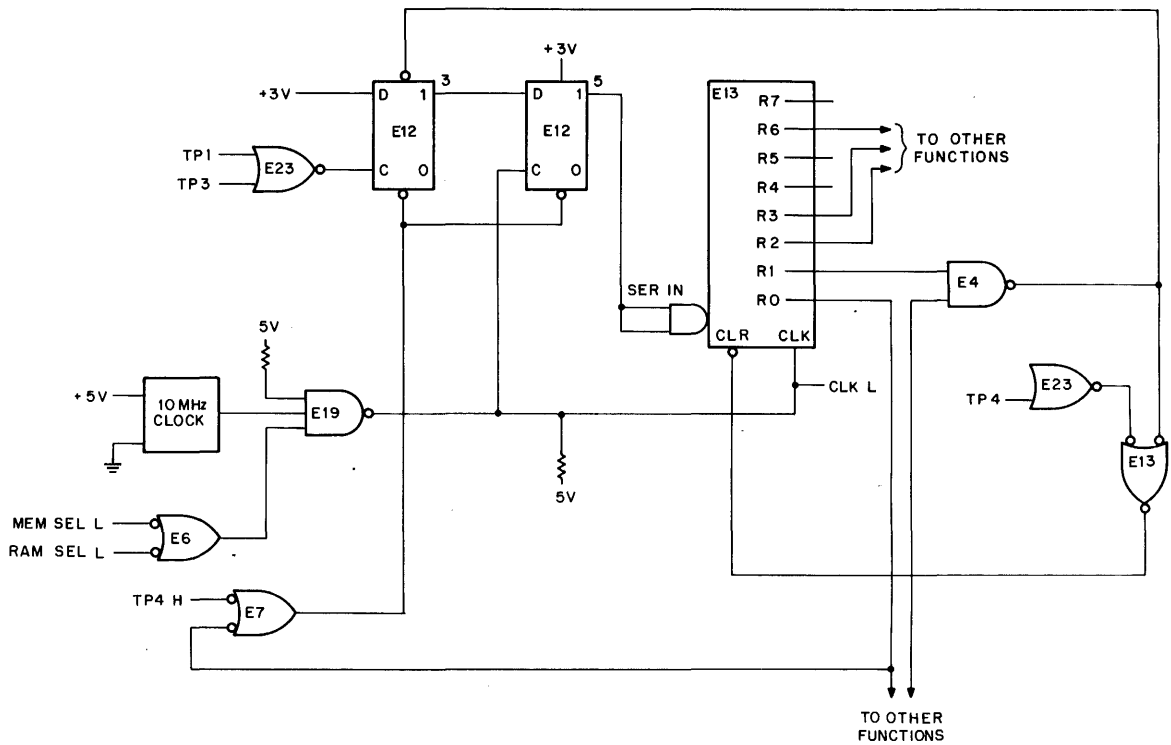 +3V
3
5
+3V
D 1
E12
C 0
D 1
E12
C 0
TP1
TP3
E23
E13
R7
R6
R5
R4
R3
R2
R1
R0
TO OTHER
FUNCTIONS
SER IN
CLR CLK
E4
5V
+5V
10 MHz
CLOCK
E19
CLK L
5V
E23
TP4
E13
MEM SEL L
RAM SEL L
E6
TP4 H
E7
TO OTHER
FUNCTIONS